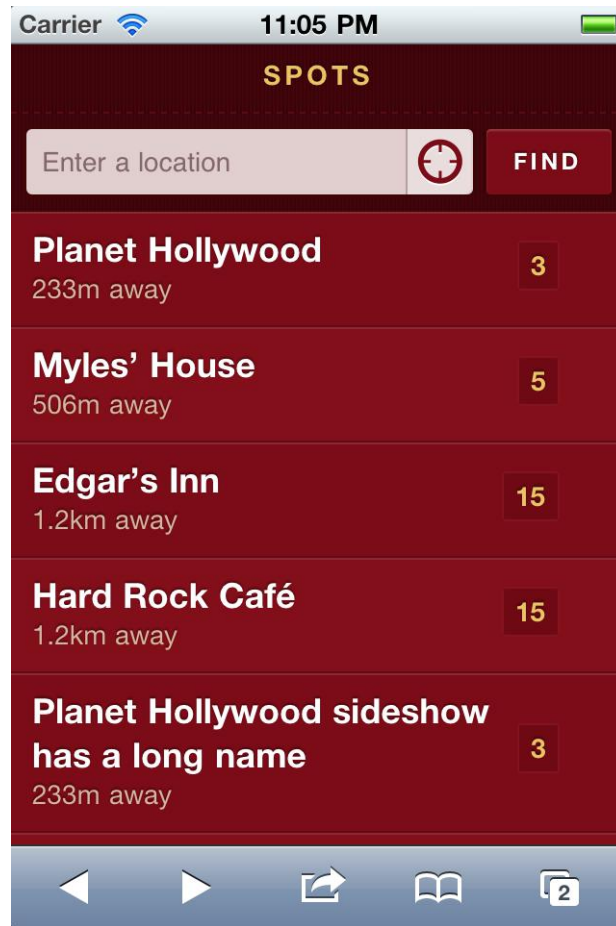 Carrier 11:05 PM
SPOTS
Enter a location FIND
Planet Hollywood
233m away
3
Myles’ House
506m away
5
Edgar’s Inn
1.2km away
15
Hard Rock Café
1.2km away
15
Planet Hollywood sideshow
has a long name
233m away
3
2